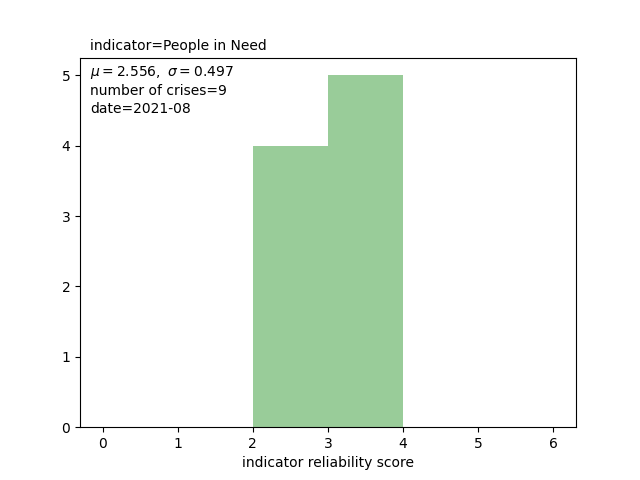 indicator=People in Need
μ = 2.556, σ = 0.497
number of crises=9
date=2021-08
5
4
3
2
1
0
0 1 2 3 4 5 6
indicator reliability score